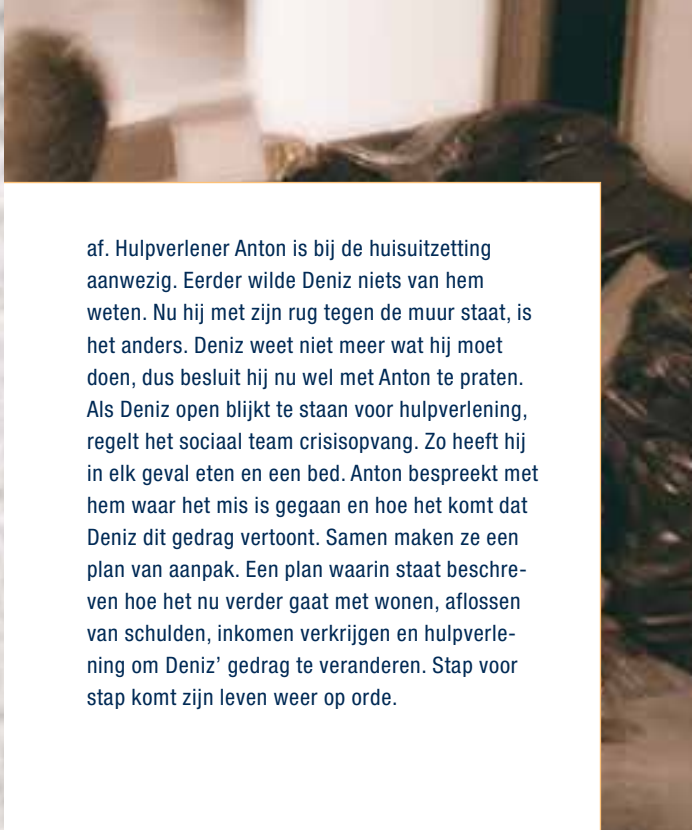 af. Hulpverlener Anton is bij de huisuitzetting
aanwezig. Eerder wilde Deniz niets van hem
weten. Nu hij met zijn rug tegen de muur staat, is
het anders. Deniz weet niet meer wat hij moet
doen, dus besluit hij nu wel met Anton te praten.
Als Deniz open blijkt te staan voor hulpverlening,
regelt het sociaal team crisisopvang. Zo heeft hij
in elk geval eten en een bed. Anton bespreekt met
hem waar het mis is gegaan en hoe het komt dat
Deniz dit gedrag vertoont. Samen maken ze een
plan van aanpak. Een plan waarin staat beschre-
ven hoe het nu verder gaat met wonen, aflossen
van schulden, inkomen verkrijgen en hulpverle-
ning om Deniz’ gedrag te veranderen. Stap voor
stap komt zijn leven weer op orde.